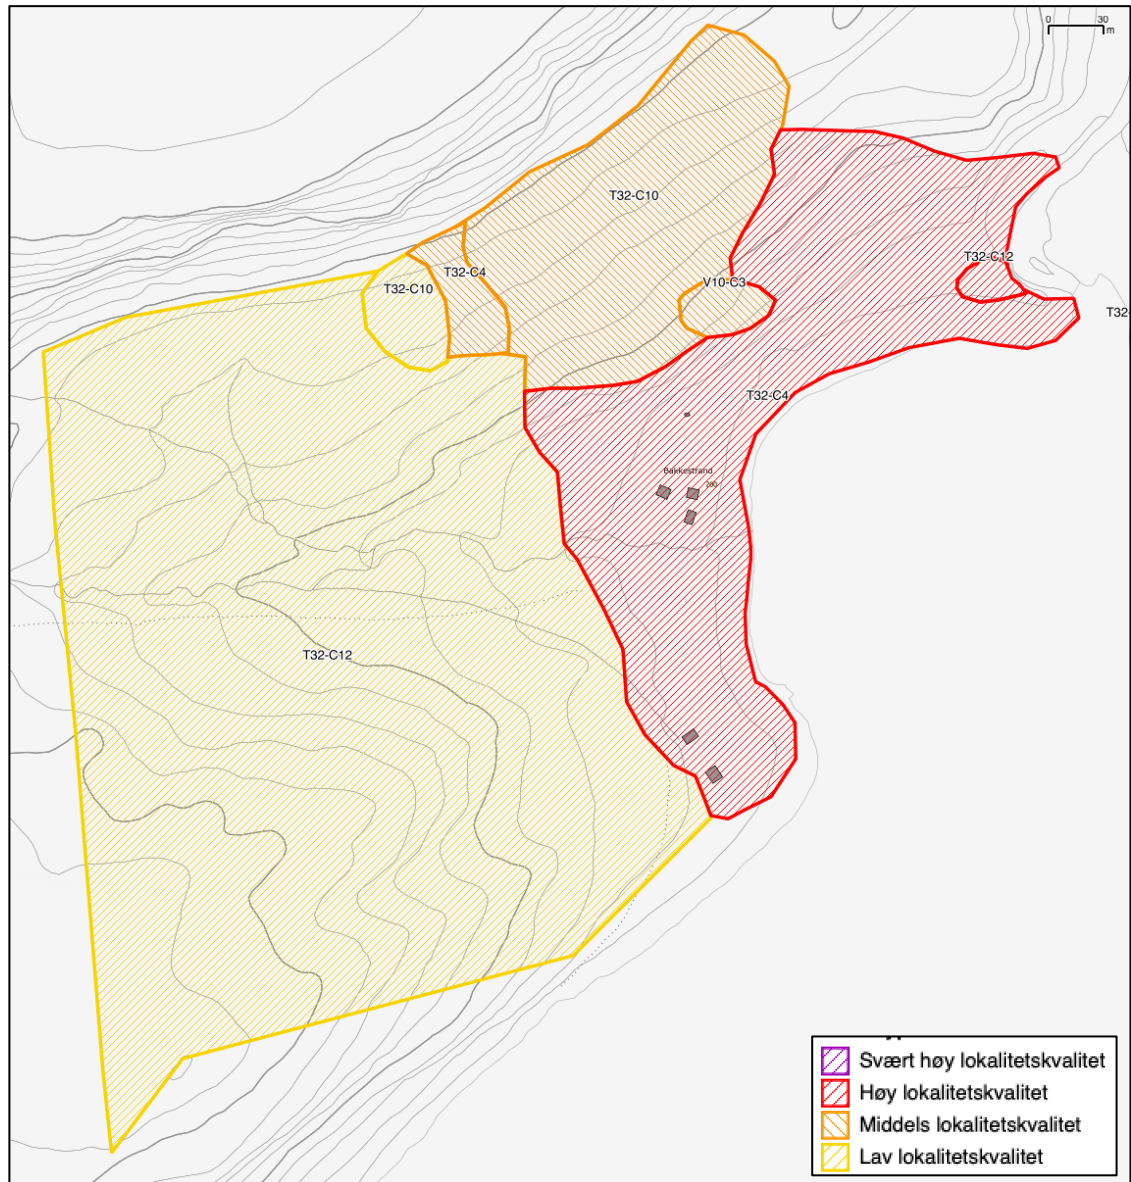 0 30
m
T32-C10
T32-C4
T32-C10
V10-C3
T32-C12
T32-
T32-C4
Bakkestrand
200
T32-C12
Svært høy lokalitetskvalitet
Høy lokalitetskvalitet
Middels lokalitetskvalitet
Lav lokalitetskvalitet